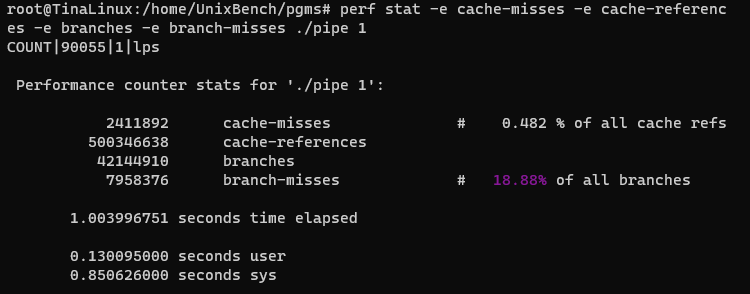 root@TinaLinux:/home/UnixBench/pgms# perf stat -e cache-misses -e cache-referenc
es -e branches -e branch-misses ./pipe 1
COUNT|90055|1|lps
Performance counter stats for './pipe 1':
2411892 cache-misses # 0.482 % of all cache refs
500346638 cache-references
42144910 branches
7958376 branch-misses # 18.88% of all branches
1.003996751 seconds time elapsed
0.130095000 seconds user
0.850626000 seconds sys